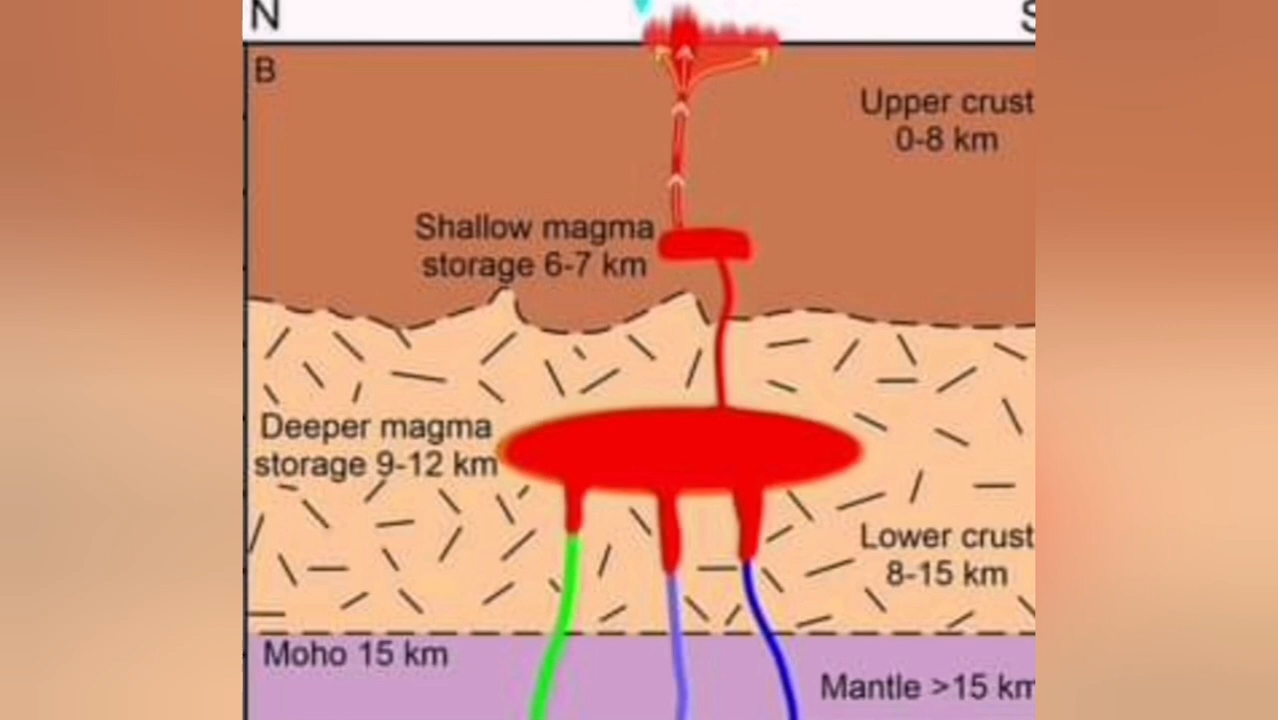 N
S
B
Upper crust
0-8 km
Shallow magma
storage 6-7 km
Deeper magma
storage 9-12 km
Lower crust
8-15 km
Moho 15 km
Mantle >15 km